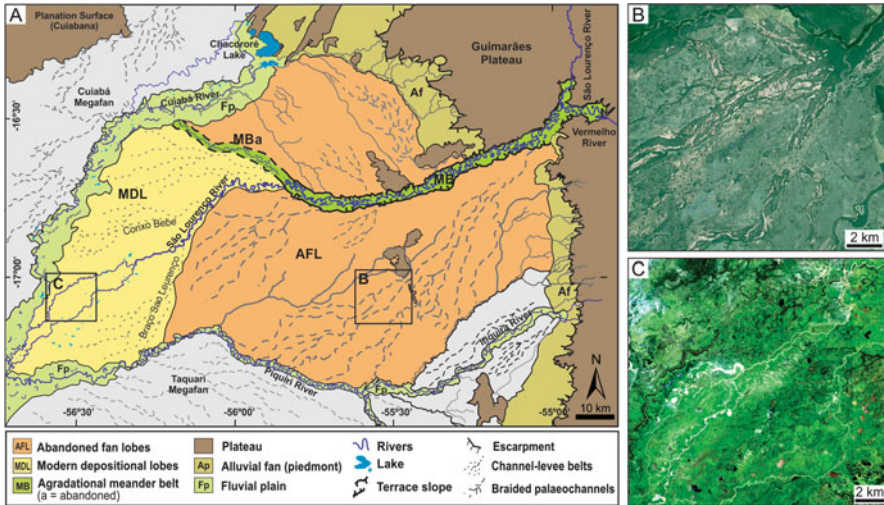 A
Planation Surface
(Cuiabana)
Chacororé
Lake
Guimarães
Plateau
São Lourenço River
Cuiabá
Megafan
Cuiabá River
Fp
Af
Vermelho
River
-16°30'
MBa
MB
MDL
São Lourenço River
Corixo Bebe
AFL
-17°00'
C
B
Braço São Lourenço
Af
Itiquira River
Fp
Taquari
Megafan
Piquiri River
Fp
N
10 km
-56°30'
-56°00'
-55°30'
-55°00'
AFL Abandoned fan lobes
MDL Modern depositional lobes
MB Agradational meander belt
(a = abandoned)
Plateau
Ap Alluvial fan (piedmont)
Fp Fluvial plain
Rivers
Lake
Terrace slope
Escarpment
Channel-levee belts
Braided palaeochannels
B
2 km
C
2 km